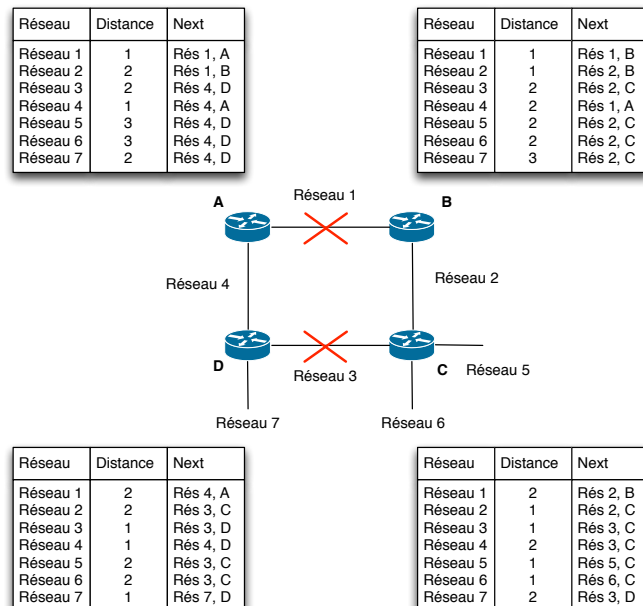 Réseau Distance Next
Réseau 1 1 Rés 1, A
Réseau 2 2 Rés 1, B
Réseau 3 2 Rés 4, D
Réseau 4 1 Rés 4, A
Réseau 5 3 Rés 4, D
Réseau 6 3 Rés 4, D
Réseau 7 2 Rés 4, D
Réseau Distance Next
Réseau 1 1 Rés 1, B
Réseau 2 1 Rés 2, B
Réseau 3 2 Rés 2, C
Réseau 4 2 Rés 1, A
Réseau 5 2 Rés 2, C
Réseau 6 2 Rés 2, C
Réseau 7 3 Rés 2, C
A Réseau 1 B
Réseau 4 Réseau 2
D Réseau 3 C Réseau 5
Réseau 7 Réseau 6
Réseau Distance Next
Réseau 1 2 Rés 4, A
Réseau 2 2 Rés 3, C
Réseau 3 1 Rés 3, D
Réseau 4 1 Rés 4, D
Réseau 5 2 Rés 3, C
Réseau 6 2 Rés 3, C
Réseau 7 1 Rés 7, D
Réseau Distance Next
Réseau 1 2 Rés 2, B
Réseau 2 1 Rés 2, C
Réseau 3 1 Rés 3, C
Réseau 4 2 Rés 3, C
Réseau 5 1 Rés 5, C
Réseau 6 1 Rés 6, C
Réseau 7 2 Rés 3, D